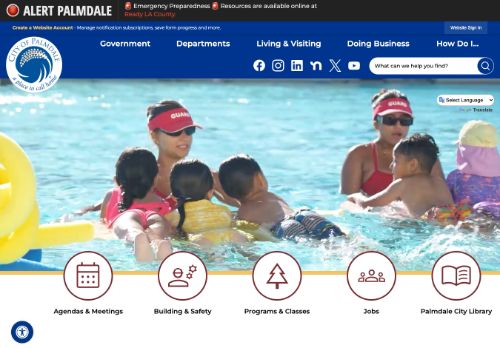 ALERT PALMDALE
🚨 Emergency Preparedness 🚨 Resources are available online at
Ready LA County.
Create a Website Account - Manage notification subscriptions, save form progress and more.
Website Sign In
CITY OF PALMDALE
a place to call home
Government
Departments
Living & Visiting
Doing Business
How Do I...
What can we help you find?
Select Language
Translate
GUARD
GUARD
Agendas & Meetings
Building & Safety
Programs & Classes
Jobs
Palmdale City Library